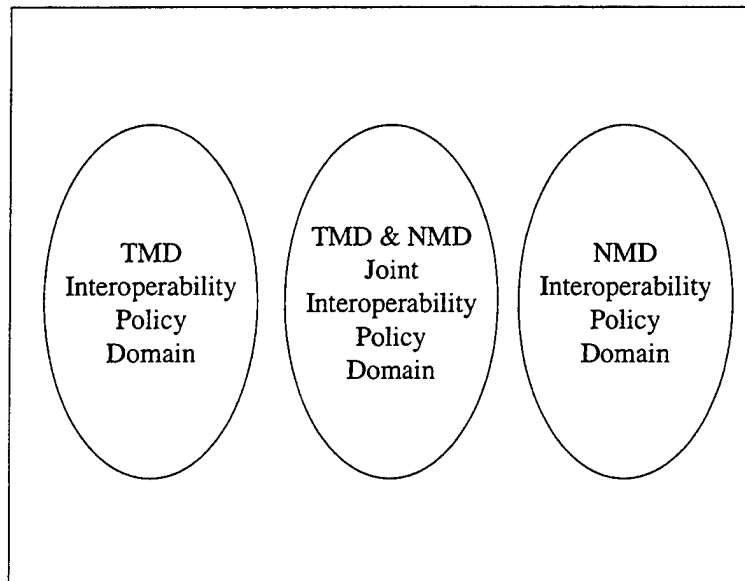 TMD
Interoperability
Policy
Domain
TMD & NMD
Joint
Interoperability
Policy
Domain
NMD
Interoperability
Policy
Domain